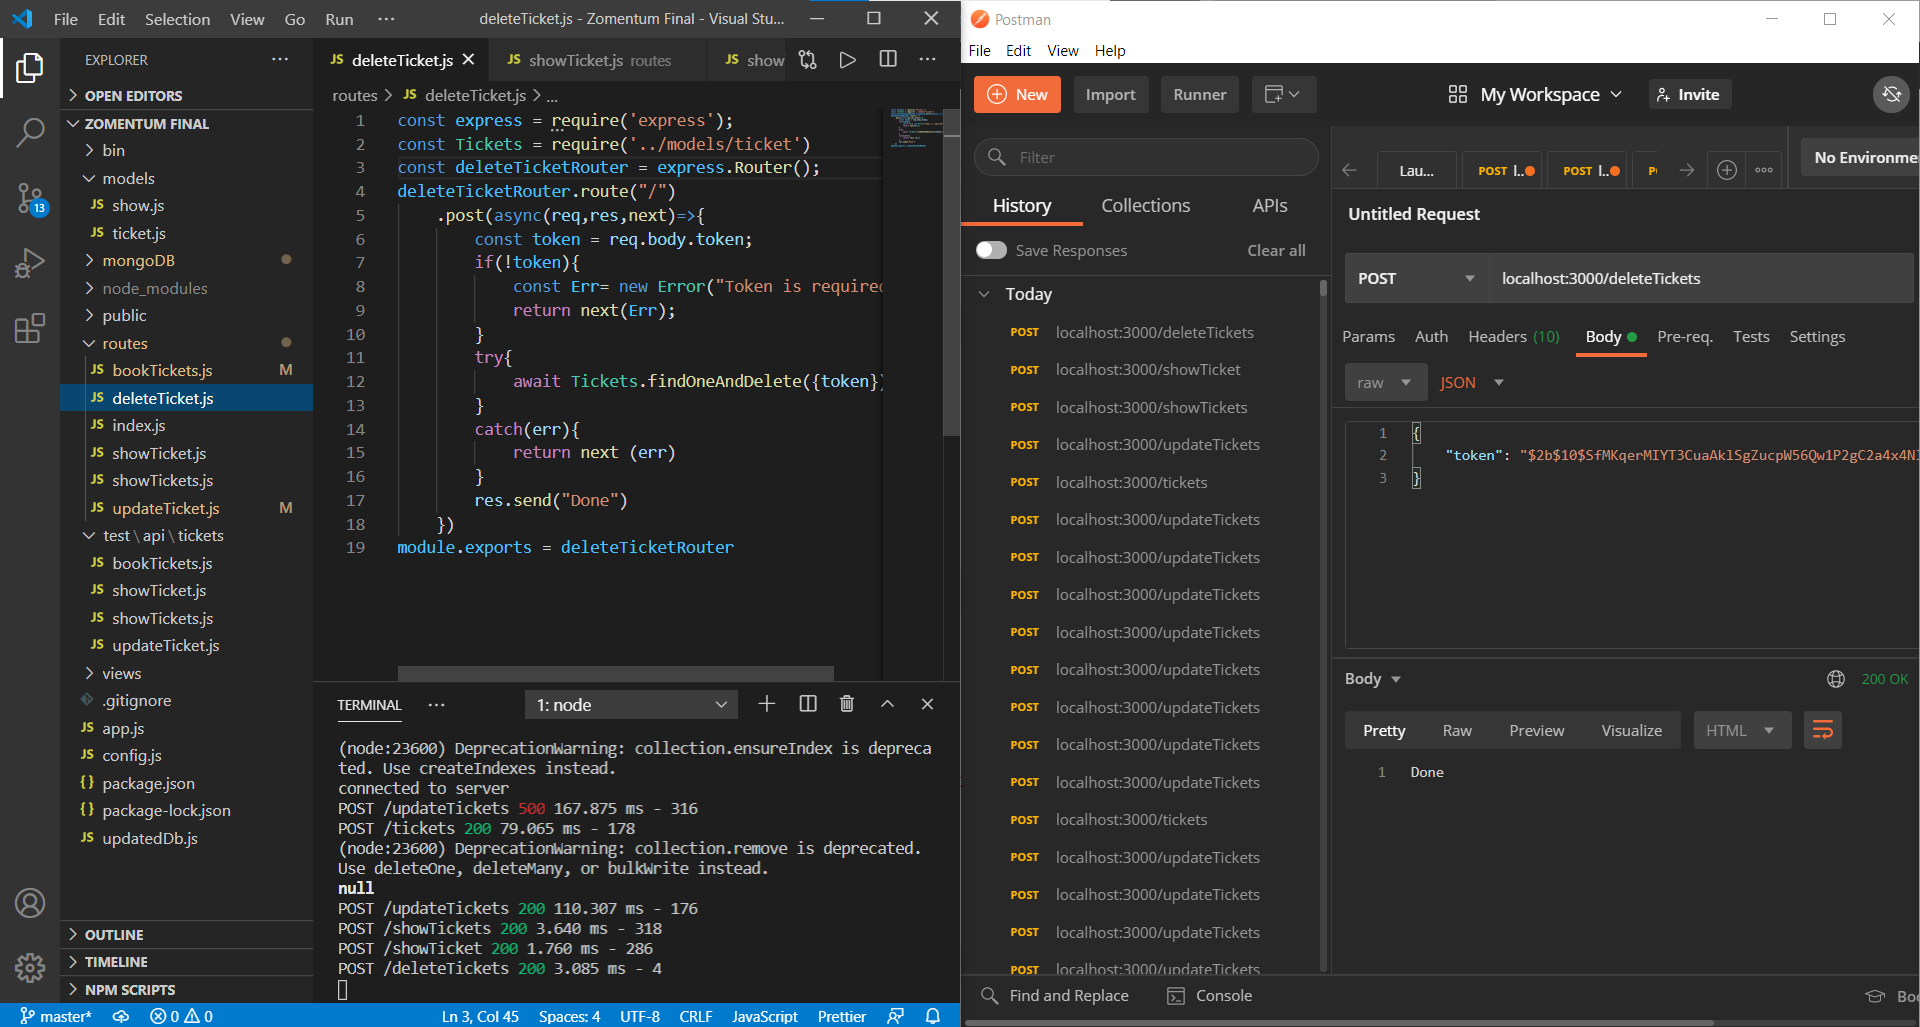 File Edit Selection View Go Run ··· deleteTicket.js - Zomentum Final - Visual Stu...
EXPLORER ···
OPEN EDITORS
ZOMENTUM FINAL
bin
models
JS show.js
JS ticket.js
mongoDB
node_modules
public
routes
JS bookTickets.js M
JS deleteTicket.js
JS index.js
JS showTicket.js
JS showTickets.js
JS updateTicket.js M
test\api\tickets
JS bookTickets.js
JS showTicket.js
JS showTickets.js
JS updateTicket.js
views
.gitignore
JS app.js
JS config.js
{} package.json
{} package-lock.json
JS updatedDb.js
OUTLINE
TIMELINE
NPM SCRIPTS
13
JS deleteTicket.js JS showTicket.js routes JS show ···
routes > JS deleteTicket.js > ...
1 const express = require('express');
2 const Tickets = require('../models/ticket')
3 const deleteTicketRouter = express.Router();
4 deleteTicketRouter.route("/")
5 .post(async(req,res,next)=>{
6 const token = req.body.token;
7 if(!token){
8 const Err= new Error("Token is required
9 return next(Err);
10 }
11 try{
12 await Tickets.findOneAndDelete({token})
13 }
14 catch(err){
15 return next (err)
16 }
17 res.send("Done")
18 })
19 module.exports = deleteTicketRouter
TERMINAL ··· 1: node
(node:23600) DeprecationWarning: collection.ensureIndex is depreca
ted. Use createIndexes instead.
connected to server
POST /updateTickets 500 167.875 ms - 316
POST /tickets 200 79.065 ms - 178
(node:23600) DeprecationWarning: collection.remove is deprecated.
Use deleteOne, deleteMany, or bulkWrite instead.
null
POST /updateTickets 200 110.307 ms - 176
POST /showTickets 200 3.640 ms - 318
POST /showTicket 200 1.760 ms - 286
POST /deleteTickets 200 3.085 ms - 4
master* 0 0 Ln 3, Col 45 Spaces: 4 UTF-8 CRLF JavaScript Prettier
Postman
File Edit View Help
New Import Runner My Workspace Invite
Filter
History Collections APIs
Save Responses Clear all
Today
POST localhost:3000/deleteTickets
POST localhost:3000/showTicket
POST localhost:3000/showTickets
POST localhost:3000/updateTickets
POST localhost:3000/tickets
POST localhost:3000/updateTickets
POST localhost:3000/updateTickets
POST localhost:3000/updateTickets
POST localhost:3000/updateTickets
POST localhost:3000/updateTickets
POST localhost:3000/updateTickets
POST localhost:3000/updateTickets
POST localhost:3000/updateTickets
POST localhost:3000/tickets
POST localhost:3000/updateTickets
POST localhost:3000/updateTickets
POST localhost:3000/updateTickets
POST localhost:3000/updateTickets
Lau... POST l.. POST l.. P No Environme
Untitled Request
POST localhost:3000/deleteTickets
Params Auth Headers (10) Body Pre-req. Tests Settings
raw JSON
1 {
2 "token": "$2b$10$SfMKqerMIYT3CuaAklSgZucpW56Qw1P2gC2a4x4N
3 }
Body 200 OK
Pretty Raw Preview Visualize HTML
1 Done
Find and Replace Console Boo